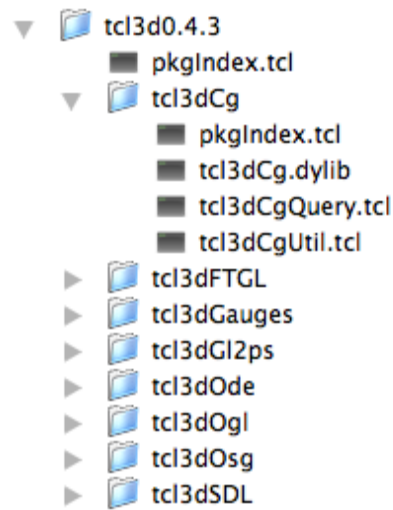 tcl3d0.4.3
pkgIndex.tcl
tcl3dCg
pkgIndex.tcl
tcl3dCg.dylib
tcl3dCgQuery.tcl
tcl3dCgUtil.tcl
tcl3dFTGL
tcl3dGauges
tcl3dGl2ps
tcl3dOde
tcl3dOgl
tcl3dOsg
tcl3dSDL